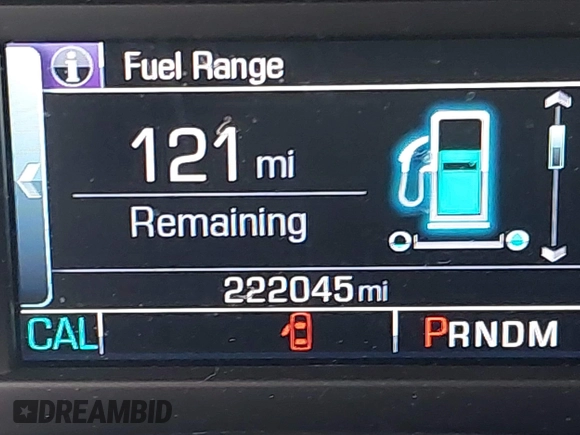 Fuel Range
121 mi
Remaining
222045 mi
CAL PRNDM
DREAMBID